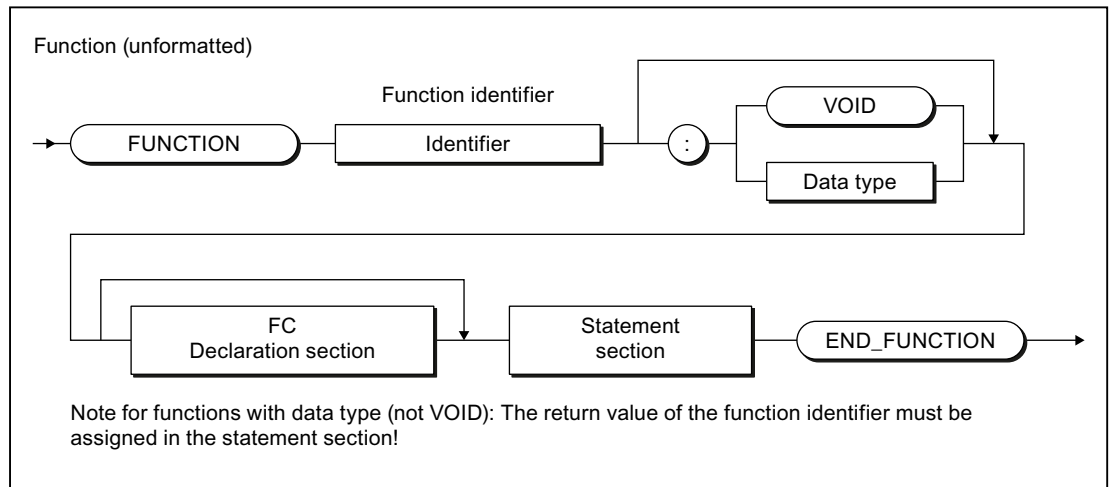 Function (unformatted)
Function identifier
FUNCTION
Identifier
:
VOID
Data type
FC
Declaration section
Statement
section
END_FUNCTION
Note for functions with data type (not VOID): The return value of the function identifier must be
assigned in the statement section!